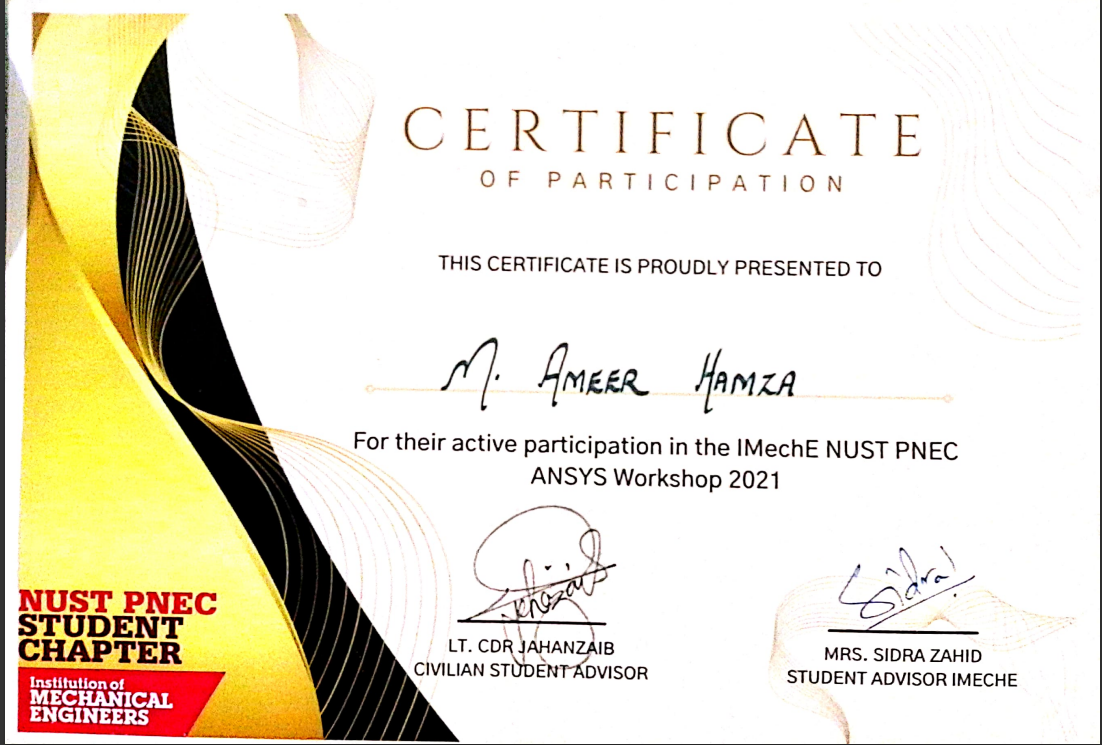 CERTIFICATE
OF PARTICIPATION
THIS CERTIFICATE IS PROUDLY PRESENTED TO
M. AMEER HAMZA
For their active participation in the IMechE NUST PNEC
ANSYS Workshop 2021
Jehazaib
Sidra
LT. CDR JAHANZAIB
CIVILIAN STUDENT ADVISOR
MRS. SIDRA ZAHID
STUDENT ADVISOR IMECHE
NUST PNEC
STUDENT
CHAPTER
Institution of
MECHANICAL
ENGINEERS